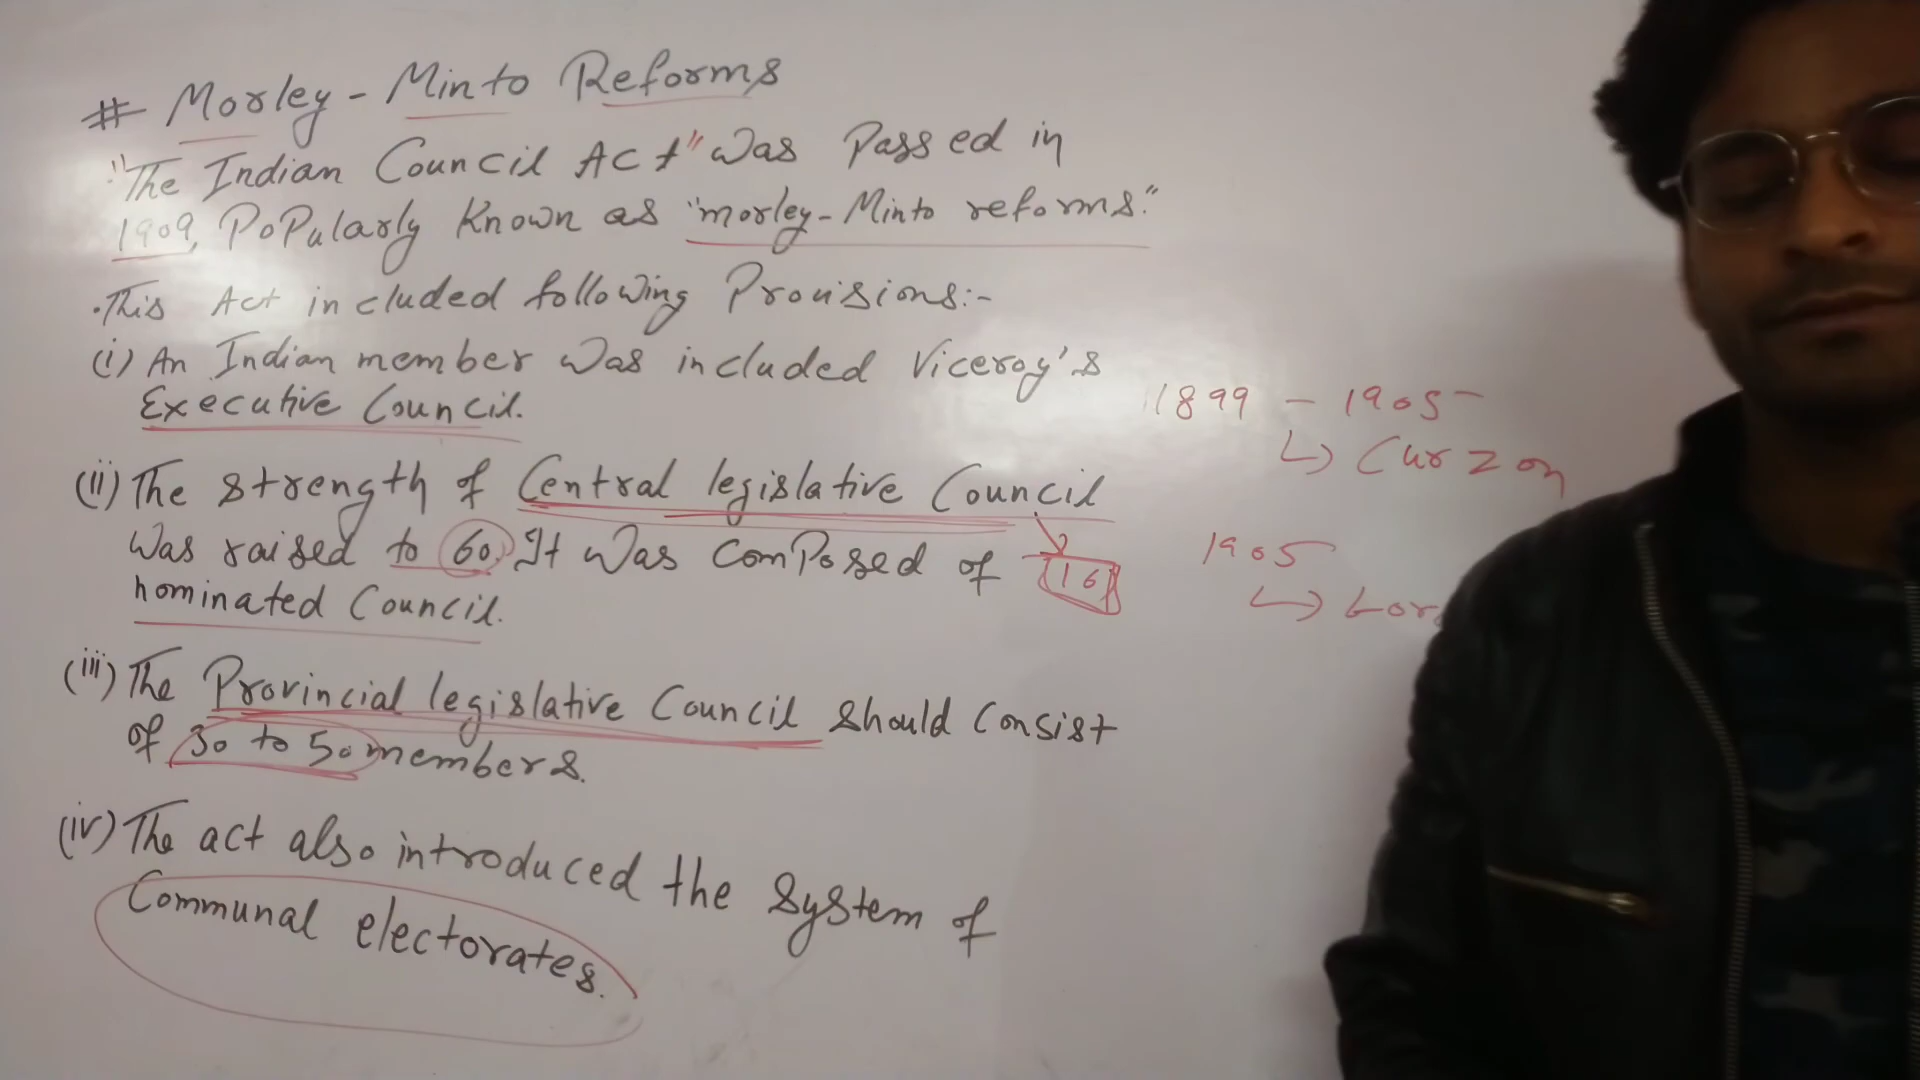 # Morley - Minto Reforms
"The Indian Council Act" was Passed in
1909, PoPularly Known as "morley-Minto reforms."
.This Act included following Provisions:-
(i) An Indian member was included Viceroy's
Executive Council.
(ii) The strength of Central legislative Council
was raised to 60. It was comPosed of
nominated Council.
(iii) The Provincial legislative Council should consist
of 30 to 50 members.
(iv) The act also introduced the system of
Communal electorates.
16
1899 - 1905
↳ Curzon
1905
↳ Lor